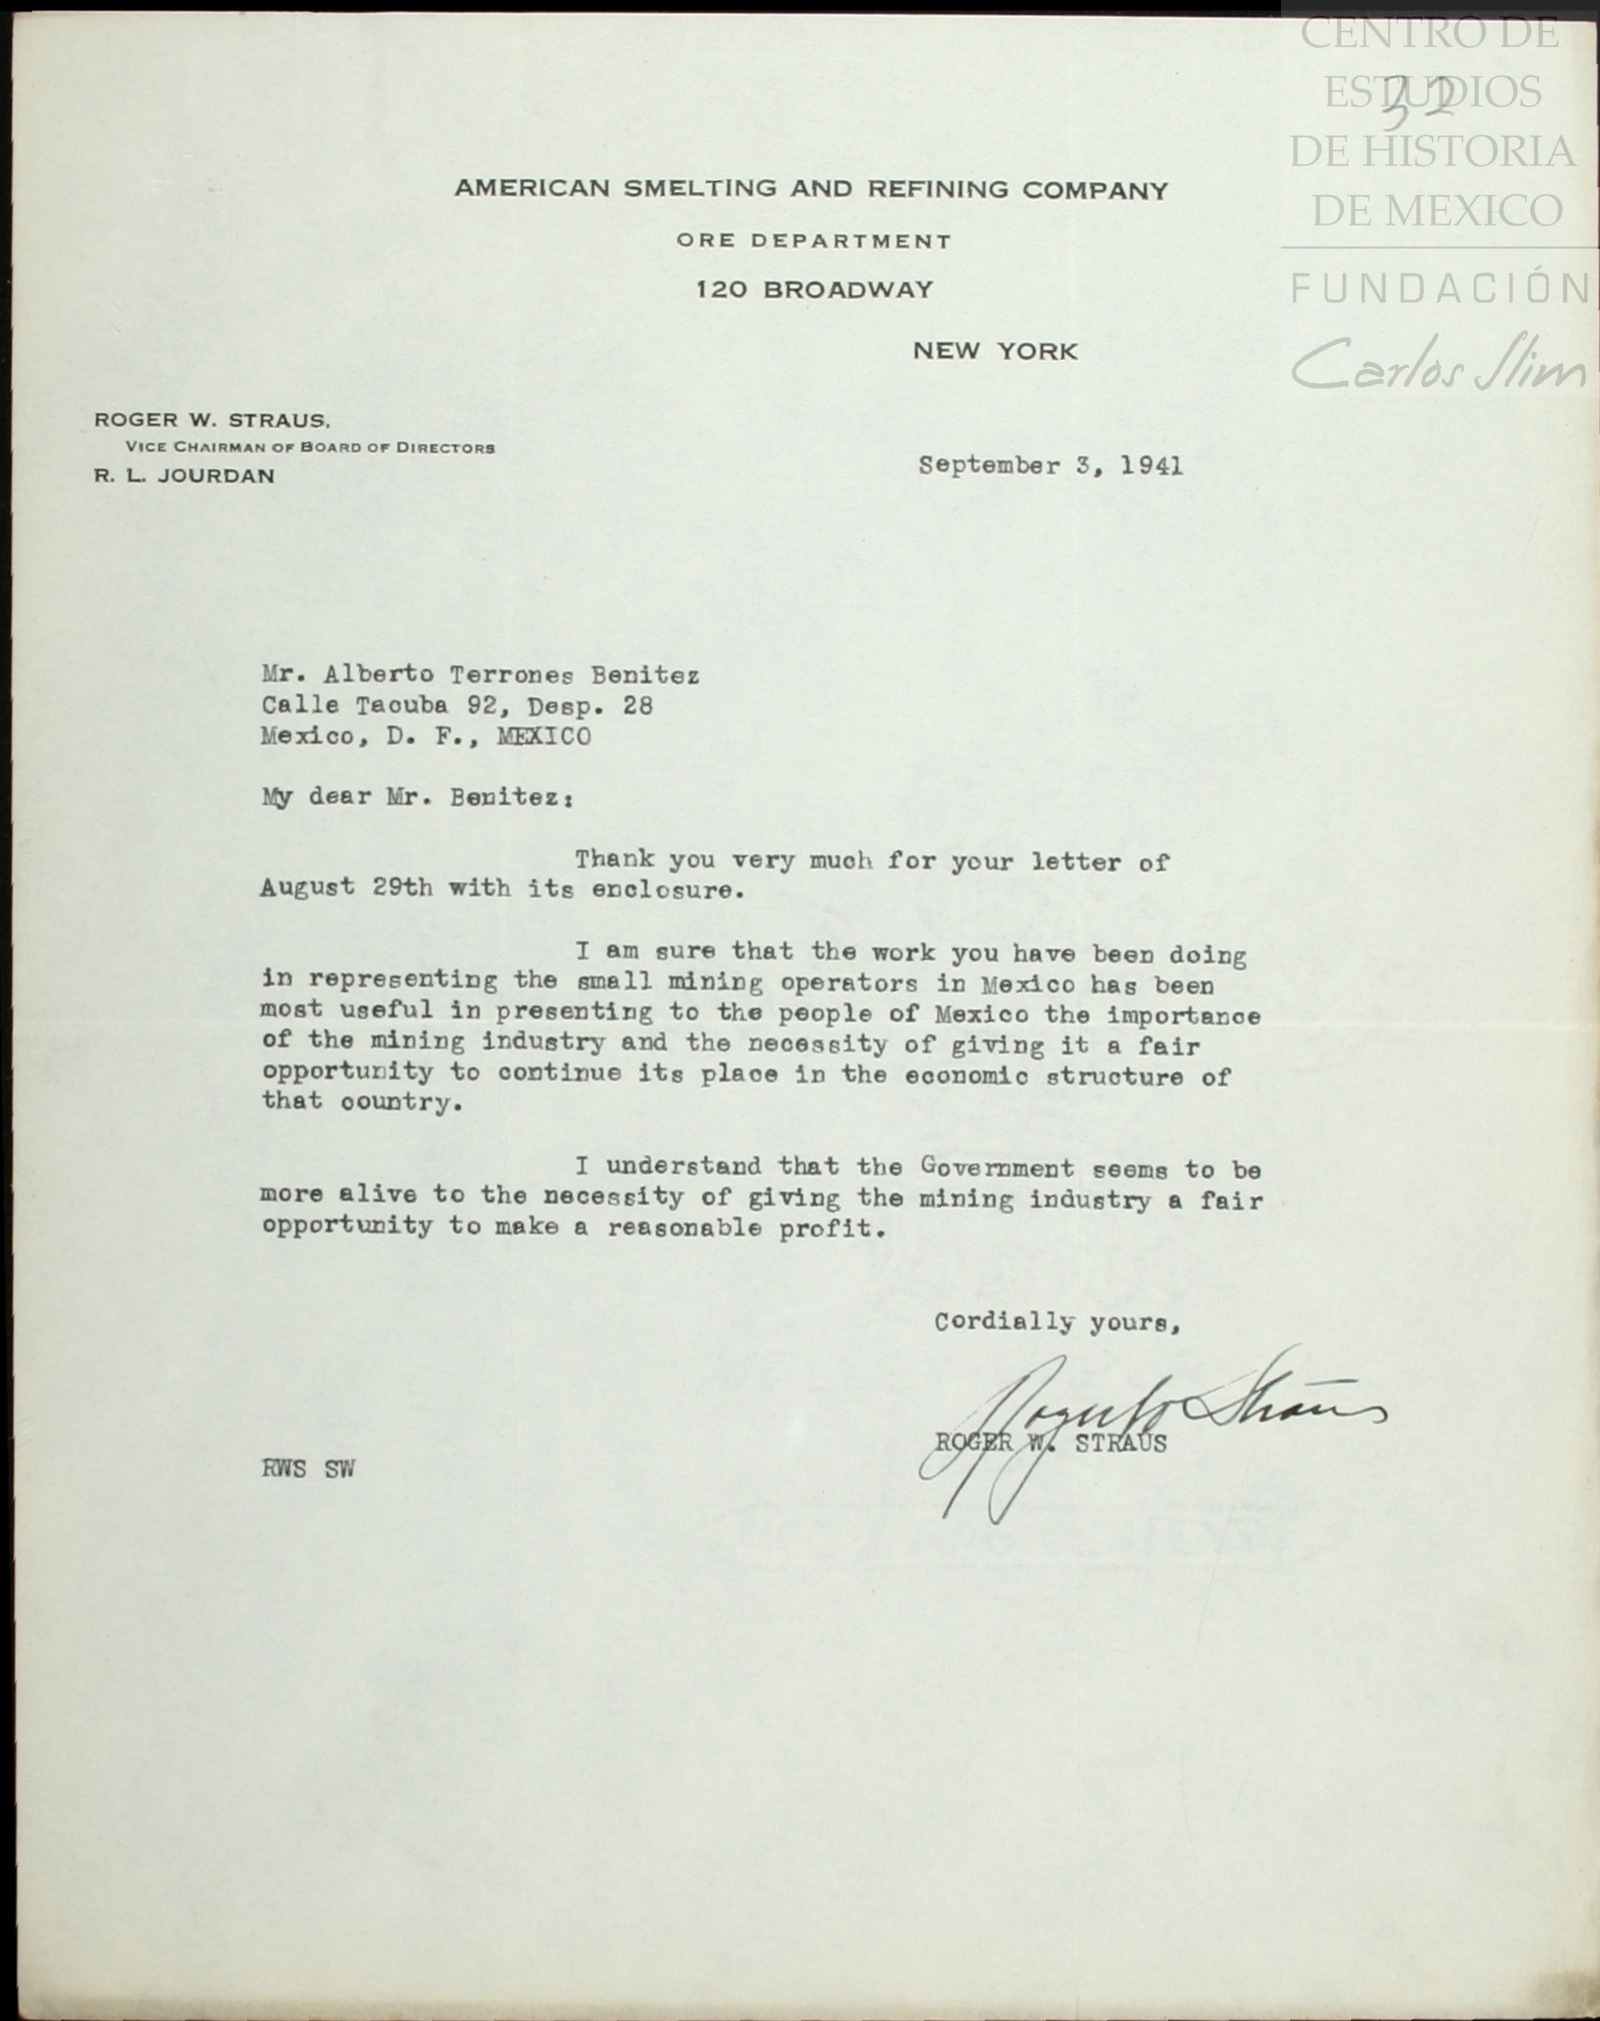 CENTRO DE
ESTUDIOS
DE HISTORIA
DE MEXICO
FUNDACIÓN
Carlos Slim
32
AMERICAN SMELTING AND REFINING COMPANY
ORE DEPARTMENT
120 BROADWAY
NEW YORK
ROGER W. STRAUS,
VICE CHAIRMAN OF BOARD OF DIRECTORS
R. L. JOURDAN
September 3, 1941
Mr. Alberto Terrones Benitez
Calle Tacuba 92, Desp. 28
Mexico, D. F., MEXICO
My dear Mr. Benitez:
Thank you very much for your letter of
August 29th with its enclosure.
I am sure that the work you have been doing
in representing the small mining operators in Mexico has been
most useful in presenting to the people of Mexico the importance
of the mining industry and the necessity of giving it a fair
opportunity to continue its place in the economic structure of
that country.
I understand that the Government seems to be
more alive to the necessity of giving the mining industry a fair
opportunity to make a reasonable profit.
Cordially yours,
Roger W Straus
ROGER W. STRAUS
RWS SW